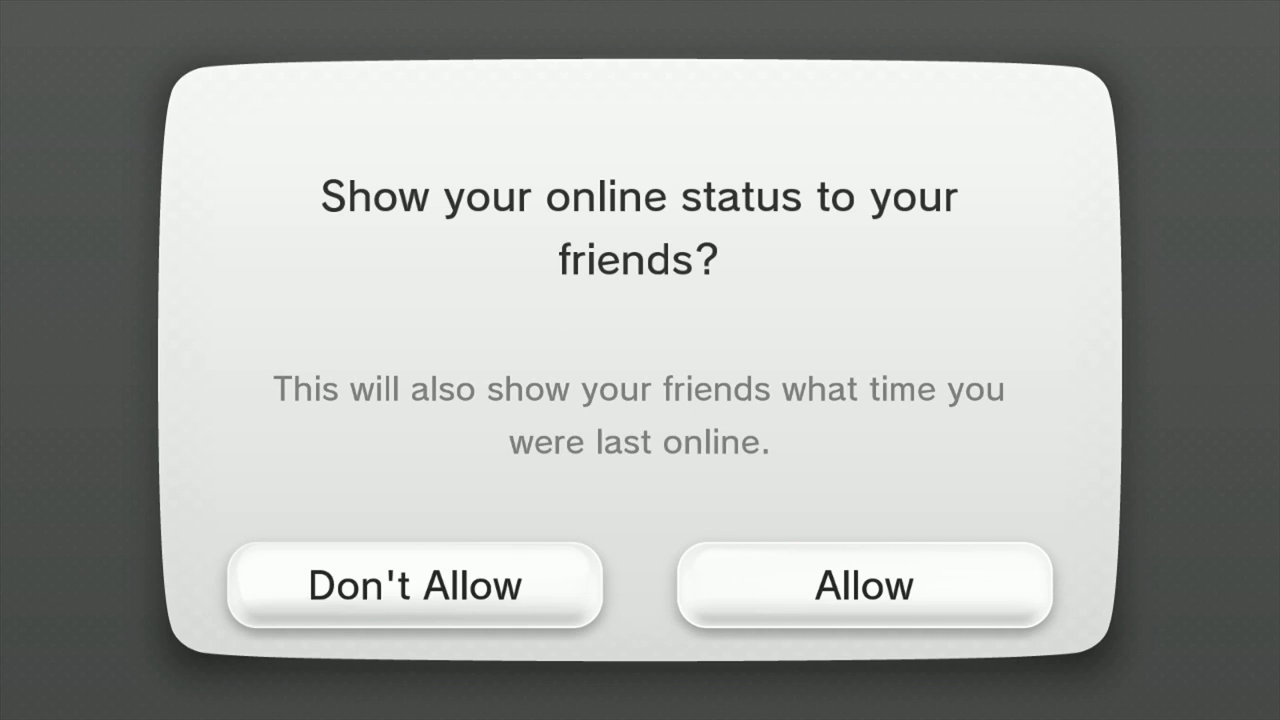 Show your online status to your
friends?
This will also show your friends what time you
were last online.
Don't Allow
Allow